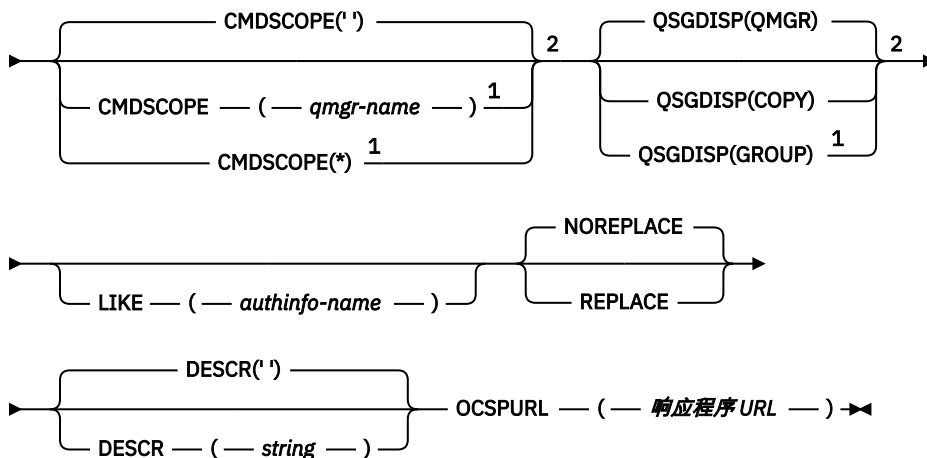 CMDSCOPE(' ')
CMDSCOPE ( qmgr-name ) 1
CMDSCOPE(*) 1
2
QSGDISP(QMGR)
QSGDISP(COPY)
QSGDISP(GROUP) 1
2
LIKE ( authinfo-name )
NOREPLACE
REPLACE
DESCR(' ')
DESCR ( string )
OCSPURL ( 响应程序 URL )